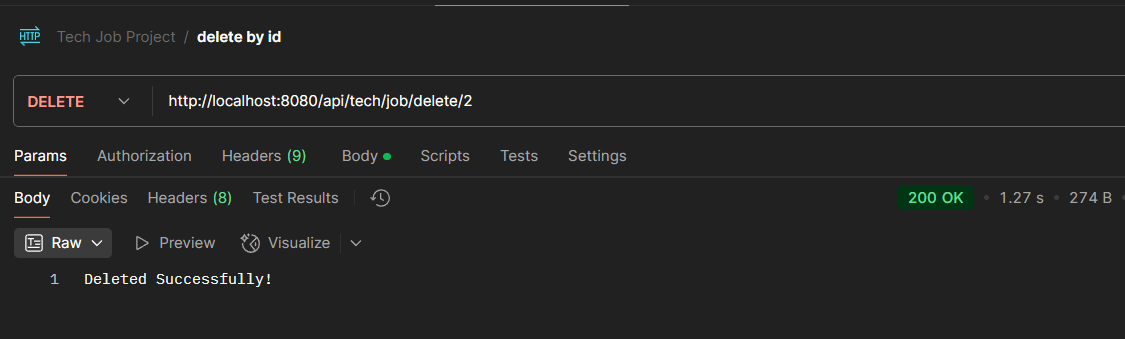 HTTP Tech Job Project / delete by id
DELETE http://localhost:8080/api/tech/job/delete/2
Params Authorization Headers (9) Body Scripts Tests Settings
Body Cookies Headers (8) Test Results 200 OK • 1.27 s • 274 B
Raw Preview Visualize
1 Deleted Successfully!